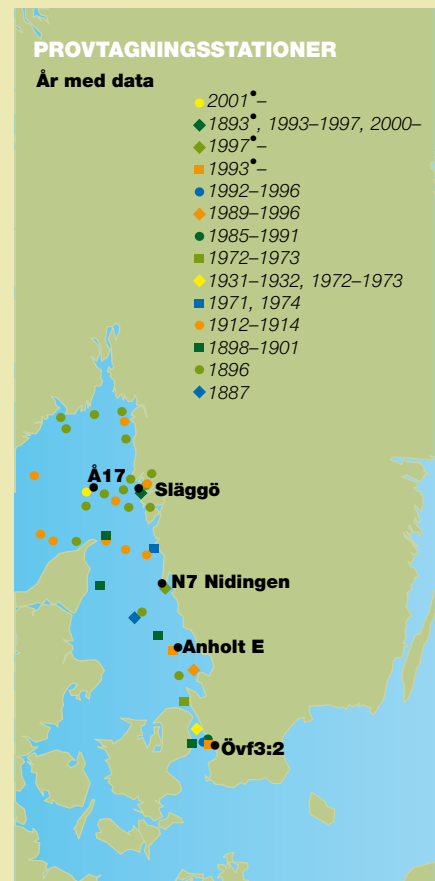 PROVTAGNINGSSTATIONER
År med data
2001•–
1893•, 1993–1997, 2000–
1997•–
1993•–
1992–1996
1989–1996
1985–1991
1972–1973
1931–1932, 1972–1973
1971, 1974
1912–1914
1898–1901
1896
1887
Å17
Släggö
N7 Nidingen
Anholt E
Övf3:2